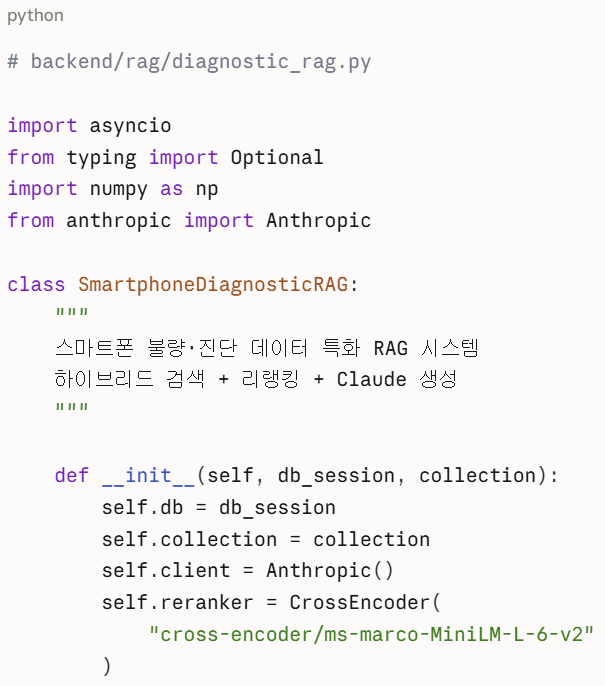 python
# backend/rag/diagnostic_rag.py
import asyncio
from typing import Optional
import numpy as np
from anthropic import Anthropic
class SmartphoneDiagnosticRAG:
"""
스마트폰 불량·진단 데이터 특화 RAG 시스템
하이브리드 검색 + 리랭킹 + Claude 생성
"""
def __init__(self, db_session, collection):
self.db = db_session
self.collection = collection
self.client = Anthropic()
self.reranker = CrossEncoder(
"cross-encoder/ms-marco-MiniLM-L-6-v2"
)